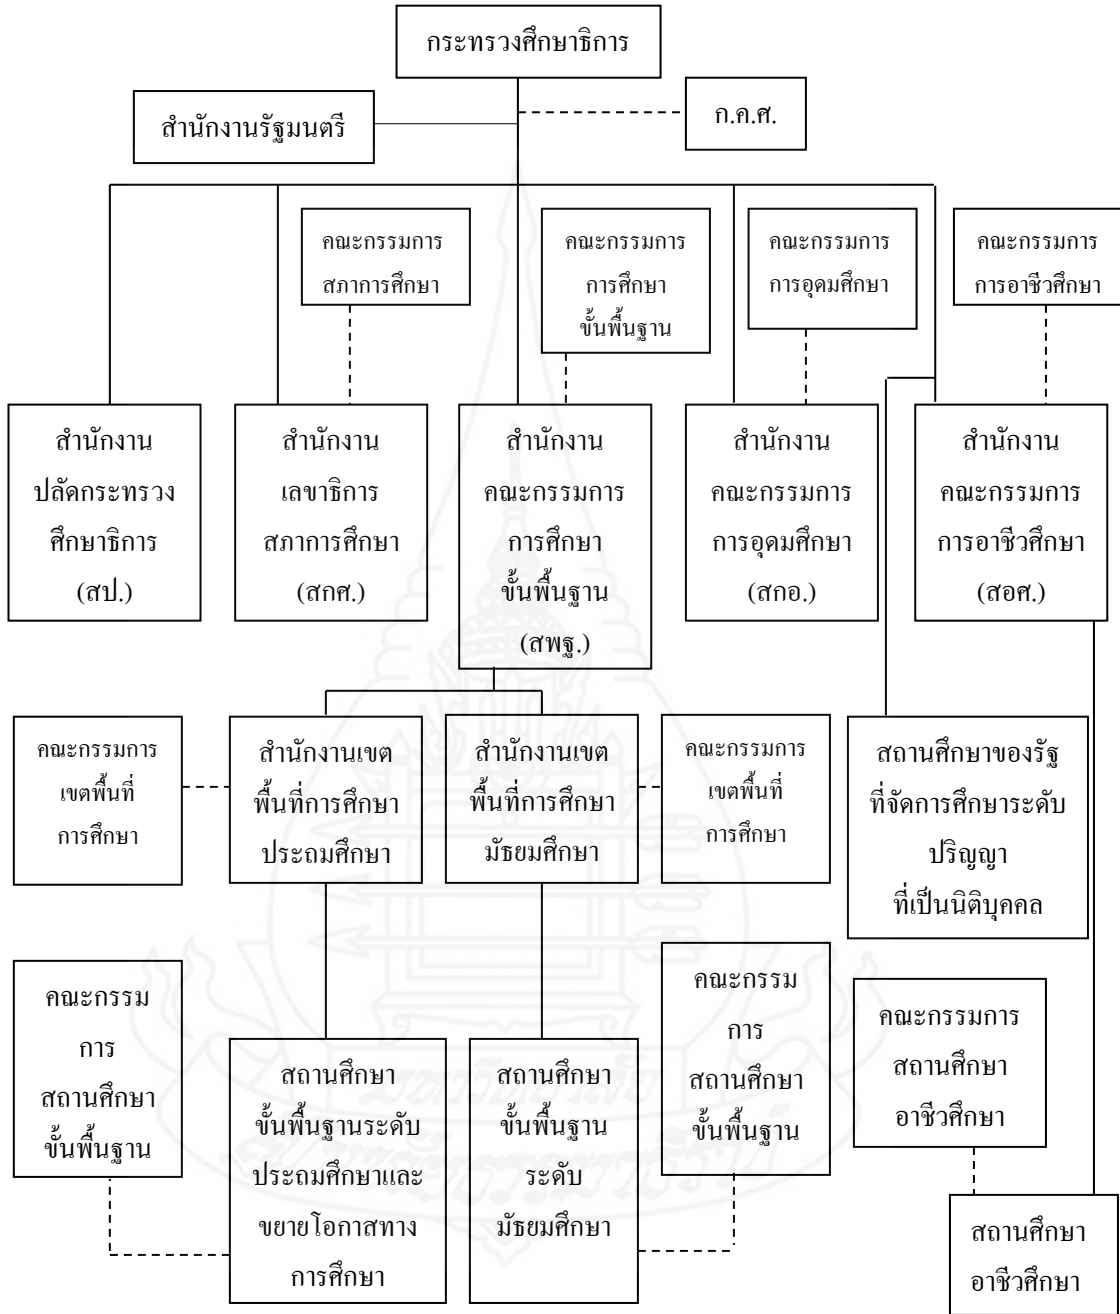 กระทรวงศึกษาธิการ
สำนักงานรัฐมนตรี
ก.ค.ศ.
คณะกรรมการ
สภาการศึกษา
คณะกรรมการ
การศึกษา
ขั้นพื้นฐาน
คณะกรรมการ
การอุดมศึกษา
คณะกรรมการ
การอาชีวศึกษา
สำนักงาน
ปลัดกระทรวง
ศึกษาธิการ
(สป.)
สำนักงาน
เลขาธิการ
สภาการศึกษา
(สกศ.)
สำนักงาน
คณะกรรมการ
การศึกษา
ขั้นพื้นฐาน
(สพฐ.)
สำนักงาน
คณะกรรมการ
การอุดมศึกษา
(สกอ.)
สำนักงาน
คณะกรรมการ
การอาชีวศึกษา
(สอศ.)
คณะกรรมการ
เขตพื้นที่
การศึกษา
สำนักงานเขต
พื้นที่การศึกษา
ประถมศึกษา
สำนักงานเขต
พื้นที่การศึกษา
มัธยมศึกษา
คณะกรรมการ
เขตพื้นที่
การศึกษา
สถานศึกษาของรัฐ
ที่จัดการศึกษาระดับ
ปริญญา
ที่เป็นนิติบุคคล
คณะกรรม
การ
สถานศึกษา
ขั้นพื้นฐาน
สถานศึกษา
ขั้นพื้นฐานระดับ
ประถมศึกษาและ
ขยายโอกาสทาง
การศึกษา
สถานศึกษา
ขั้นพื้นฐาน
ระดับ
มัธยมศึกษา
คณะกรรม
การ
สถานศึกษา
ขั้นพื้นฐาน
คณะกรรมการ
สถานศึกษา
อาชีวศึกษา
สถานศึกษา
อาชีวศึกษา